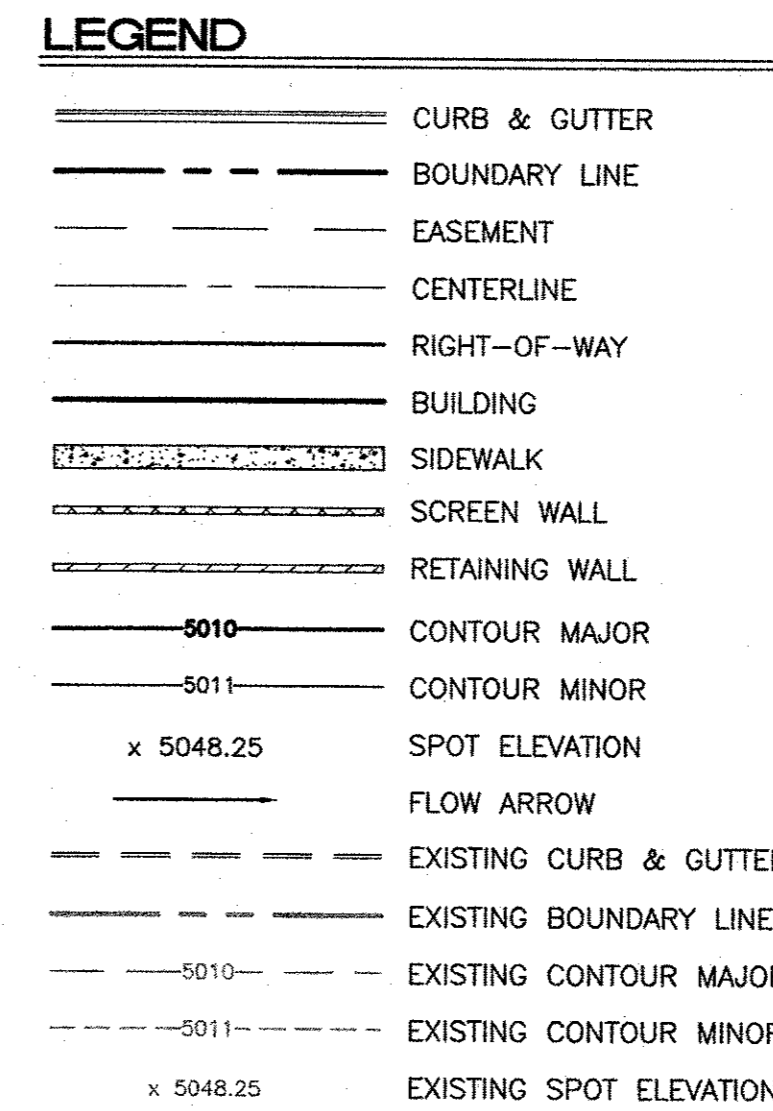 LEGEND
CURB & GUTTER
BOUNDARY LINE
EASEMENT
CENTERLINE
RIGHT-OF-WAY
BUILDING
SIDEWALK
SCREEN WALL
RETAINING WALL
5010 CONTOUR MAJOR
5011 CONTOUR MINOR
x 5048.25 SPOT ELEVATION
FLOW ARROW
EXISTING CURB & GUTTER
EXISTING BOUNDARY LINE
5010 EXISTING CONTOUR MAJOR
5011 EXISTING CONTOUR MINOR
x 5048.25 EXISTING SPOT ELEVATION